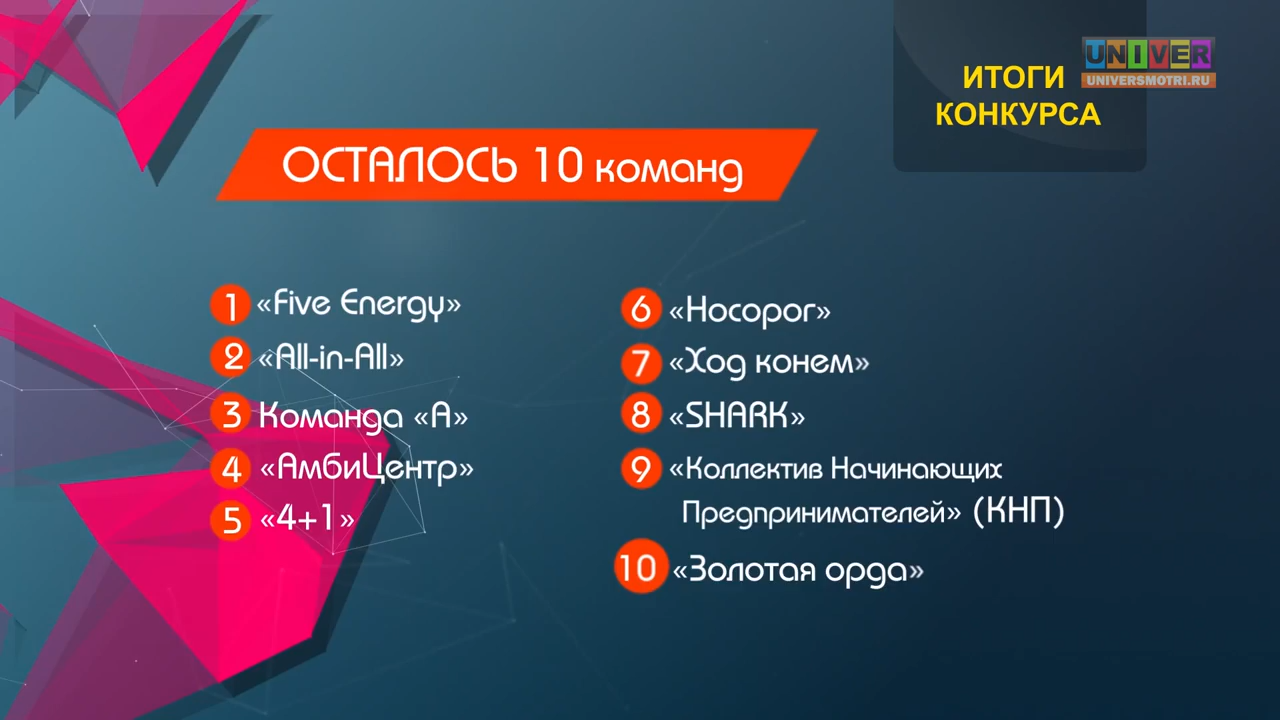 UNIVER
UNIVERSMOTRI.RU
ИТОГИ
КОНКУРСА
ОСТАЛОСЬ 10 команд
1 «Five Energy»
2 «All-in-All»
3 Команда «А»
4 «АмбиЦентр»
5 «4+1»
6 «Носорог»
7 «Ход конем»
8 «SHARK»
9 «Коллектив Начинающих
Предпринимателей» (КНП)
10 «Золотая орда»